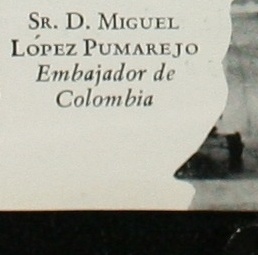 Sr. D. Miguel
López Pumarejo
Embajador de
Colombia